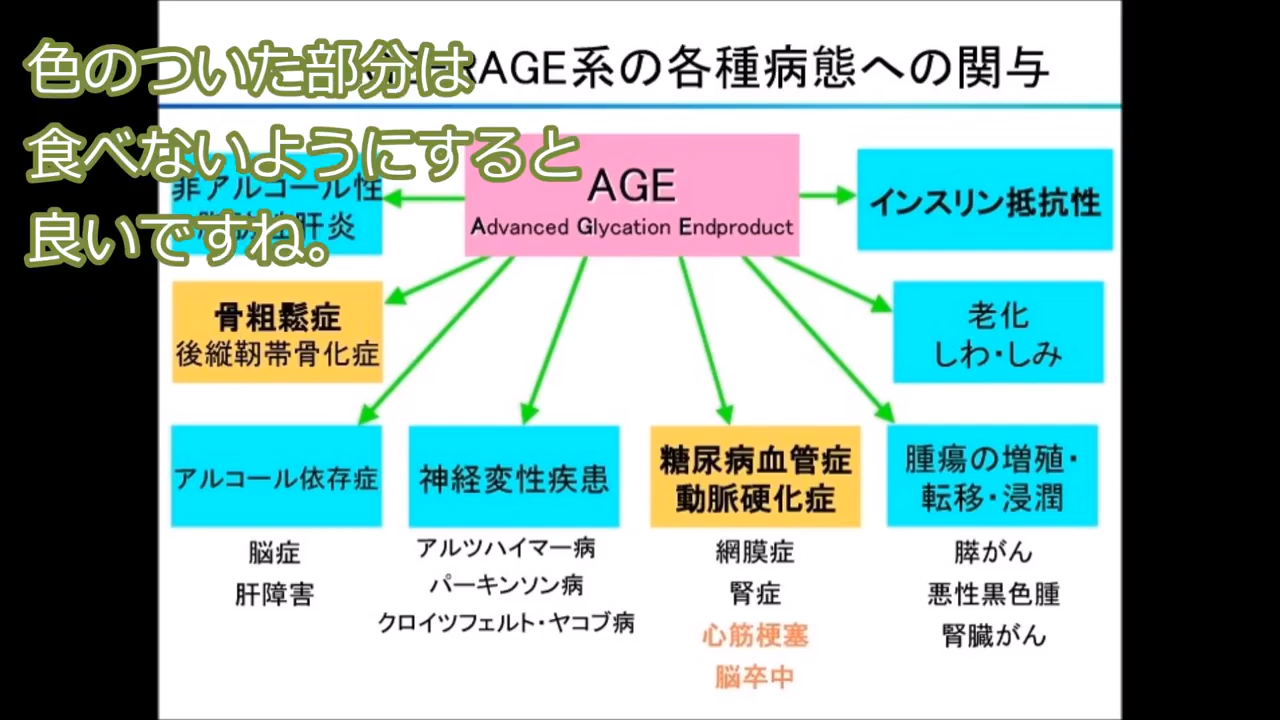 色のついた部分は
食べないようにすると
良いですね。
RAGE系の各種病態への関与
AGE
Advanced Glycation Endproduct
非アルコール性
肝炎
インスリン抵抗性
骨粗鬆症
後縦靭帯骨化症
老化
しわ・しみ
アルコール依存症
脳症
肝障害
神経変性疾患
アルツハイマー病
パーキンソン病
クロイツフェルト・ヤコブ病
糖尿病血管症
動脈硬化症
網膜症
腎症
心筋梗塞
脳卒中
腫瘍の増殖・
転移・浸潤
膵がん
悪性黒色腫
腎臓がん